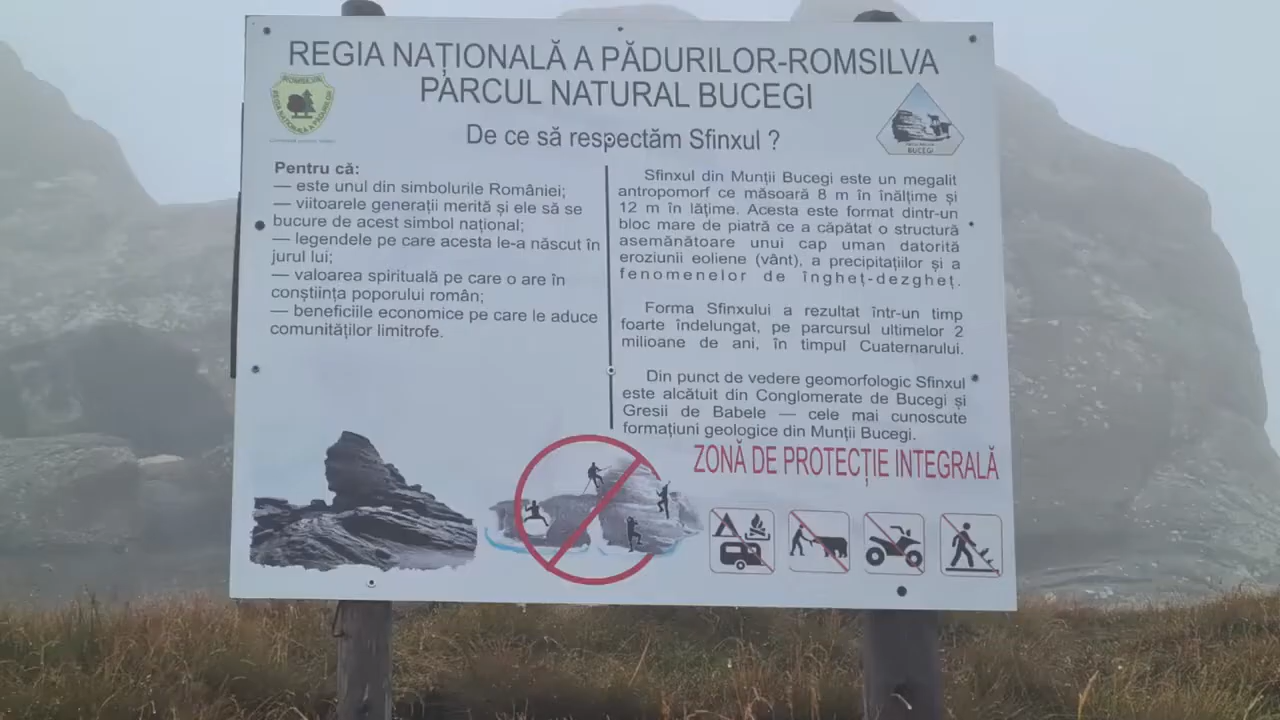 REGIA NAȚIONALĂ A PĂDURILOR-ROMSILVA
PARCUL NATURAL BUCEGI
ROMSILVA
REGIA NATIONALA A PADURILOR
BUCEGI
De ce să respectăm Sfinxul ?
Pentru că:
— este unul din simbolurile României;
— viitoarele generații merită și ele să se
bucure de acest simbol național;
— legendele pe care acesta le-a născut în
jurul lui;
— valoarea spirituală pe care o are în
conștiința poporului român;
— beneficiile economice pe care le aduce
comunităților limitrofe.
Sfinxul din Munții Bucegi este un megalit
antropomorf ce măsoară 8 m în înălțime și
12 m în lățime. Acesta este format dintr-un
bloc mare de piatră ce a căpătat o structură
asemănătoare unui cap uman datorită
eroziunii eoliene (vânt), a precipitațiilor și a
fenomenelor de îngheț-dezgheț.
Forma Sfinxului a rezultat într-un timp
foarte îndelungat, pe parcursul ultimelor 2
milioane de ani, în timpul Cuaternarului.
Din punct de vedere geomorfologic Sfinxul
este alcătuit din Conglomerate de Bucegi și
Gresii de Babele — cele mai cunoscute
formațiuni geologice din Munții Bucegi.
ZONĂ DE PROTECȚIE INTEGRALĂ